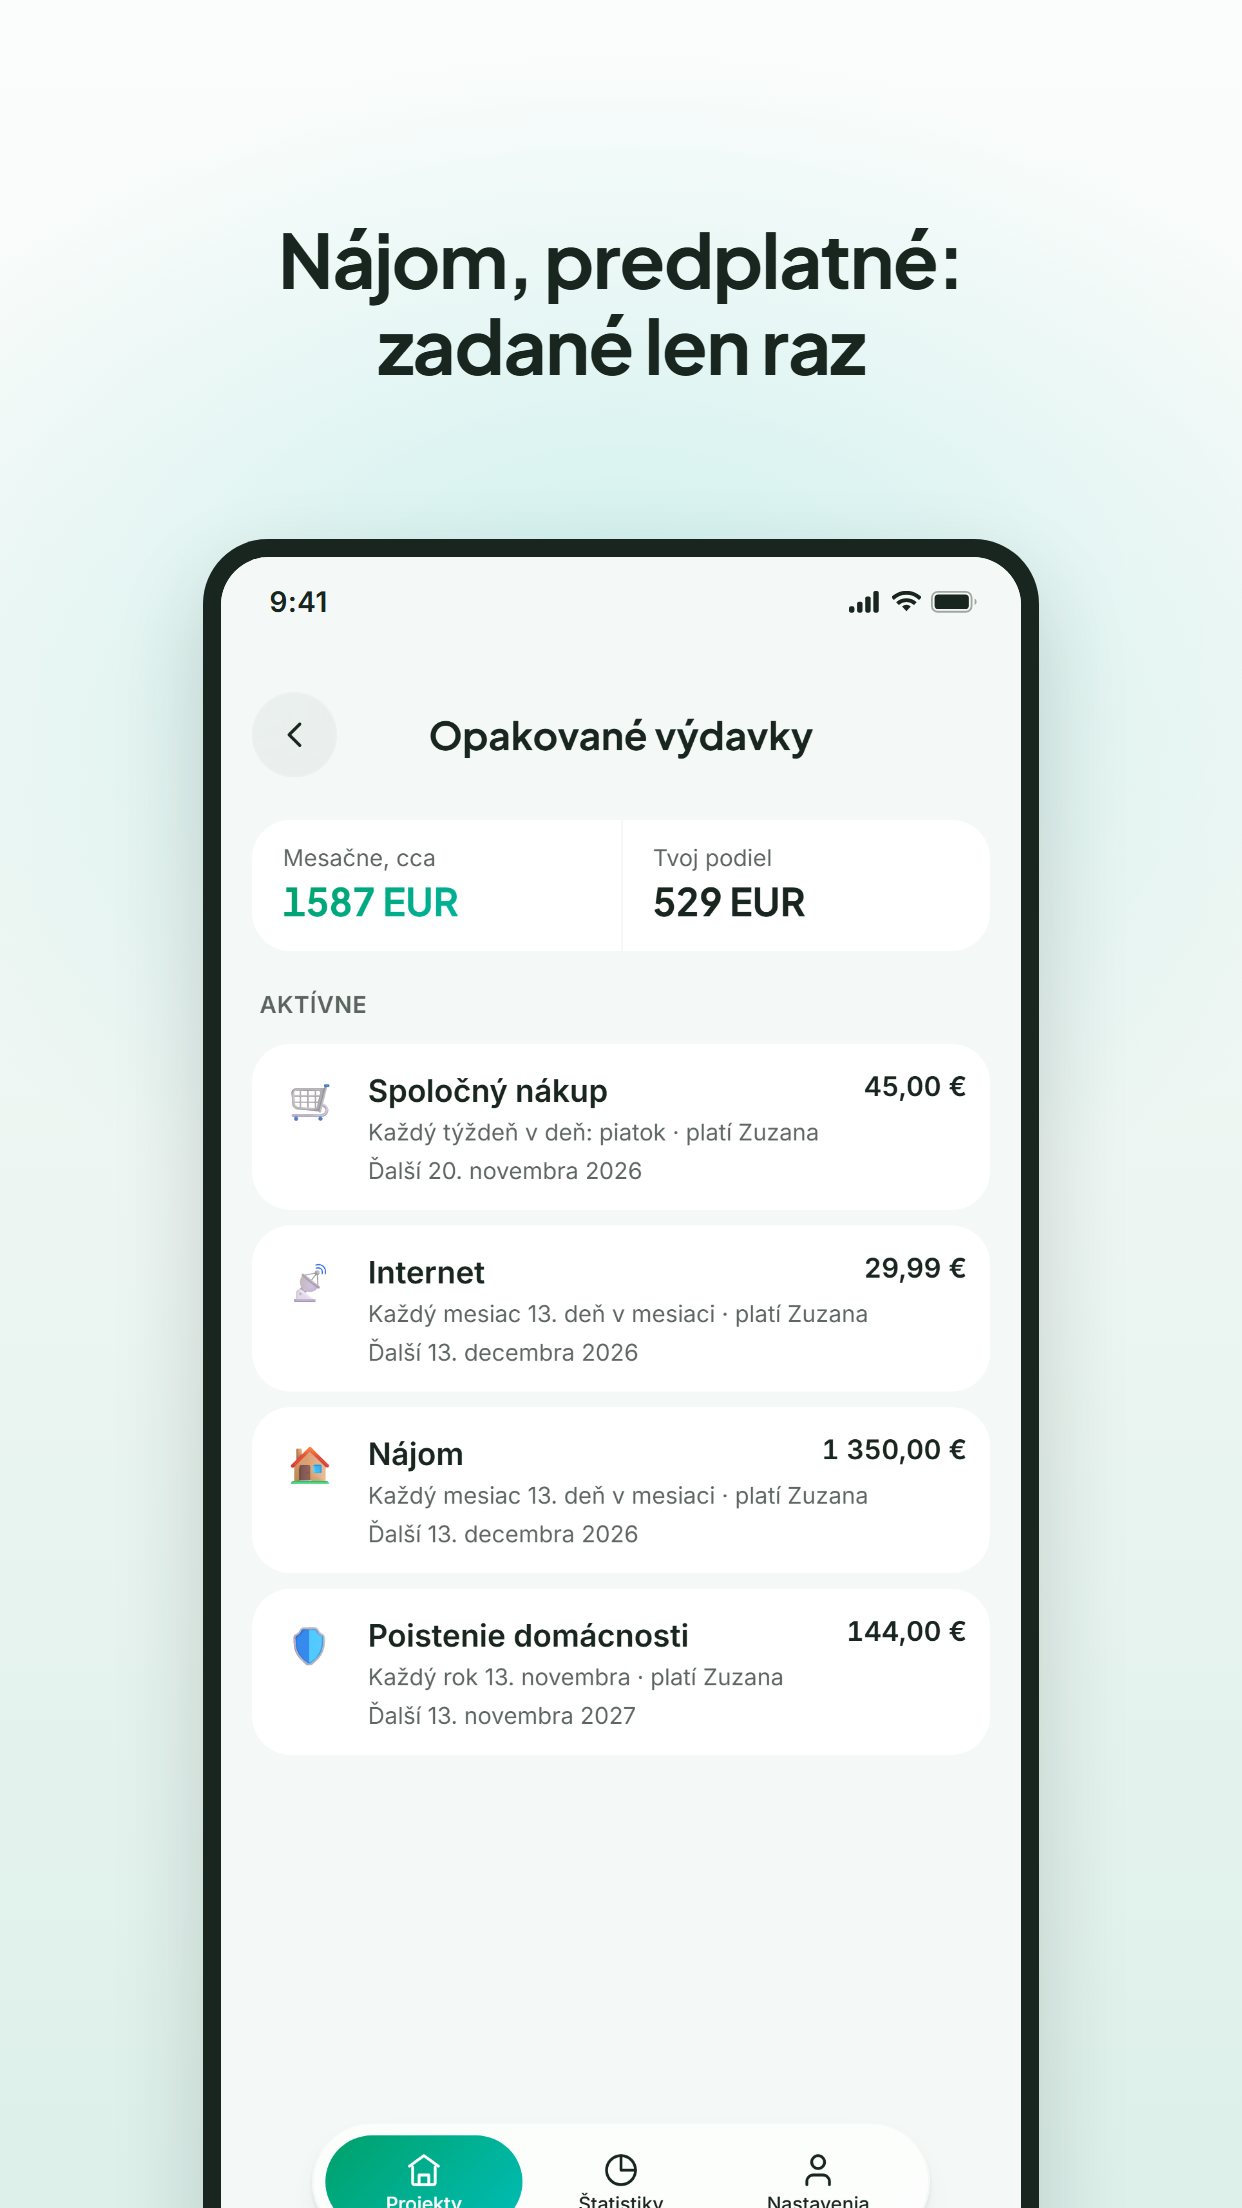 Nájom, predplatné:
zadané len raz
9:41
Opakované výdavky
Mesačne, cca
1587 EUR
Tvoj podiel
529 EUR
AKTÍVNE
Spoločný nákup
45,00 €
Každý týždeň v deň: piatok · platí Zuzana
Ďalší 20. novembra 2026
Internet
29,99 €
Každý mesiac 13. deň v mesiaci · platí Zuzana
Ďalší 13. decembra 2026
Nájom
1 350,00 €
Každý mesiac 13. deň v mesiaci · platí Zuzana
Ďalší 13. decembra 2026
Poistenie domácnosti
144,00 €
Každý rok 13. novembra · platí Zuzana
Ďalší 13. novembra 2027
Projekty
Štatistiky
Nastavenia